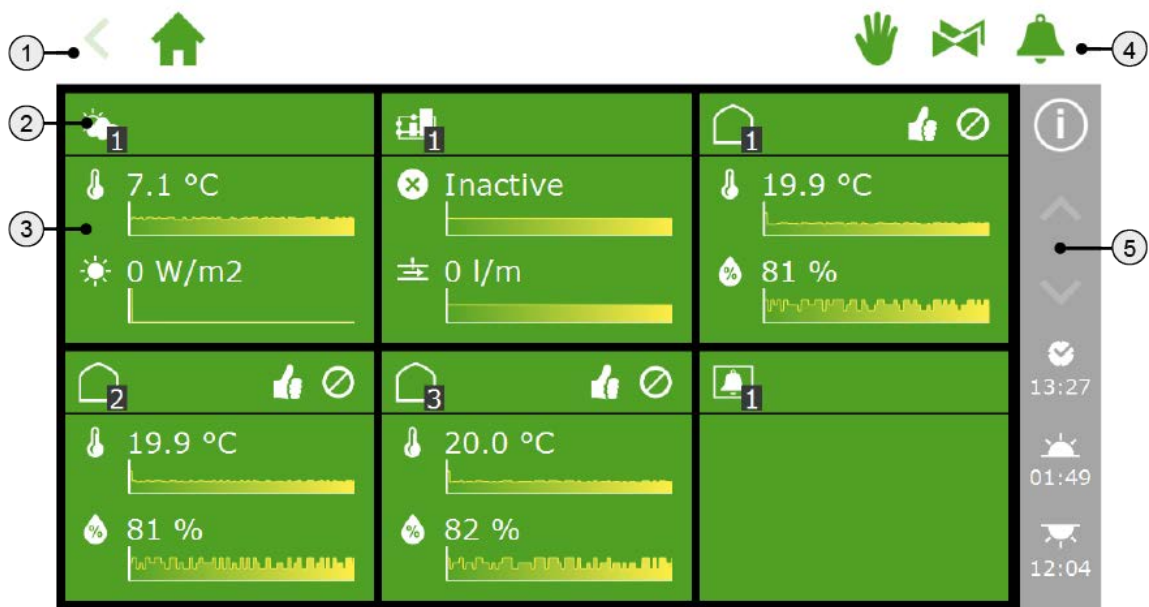 1
4
2
1
1
1
7.1 °C
Inactive
19.9 °C
3
5
0 W/m2
0 l/m
% 81 %
2
3
1
13:27
19.9 °C
20.0 °C
01:49
% 81 %
% 82 %
12:04